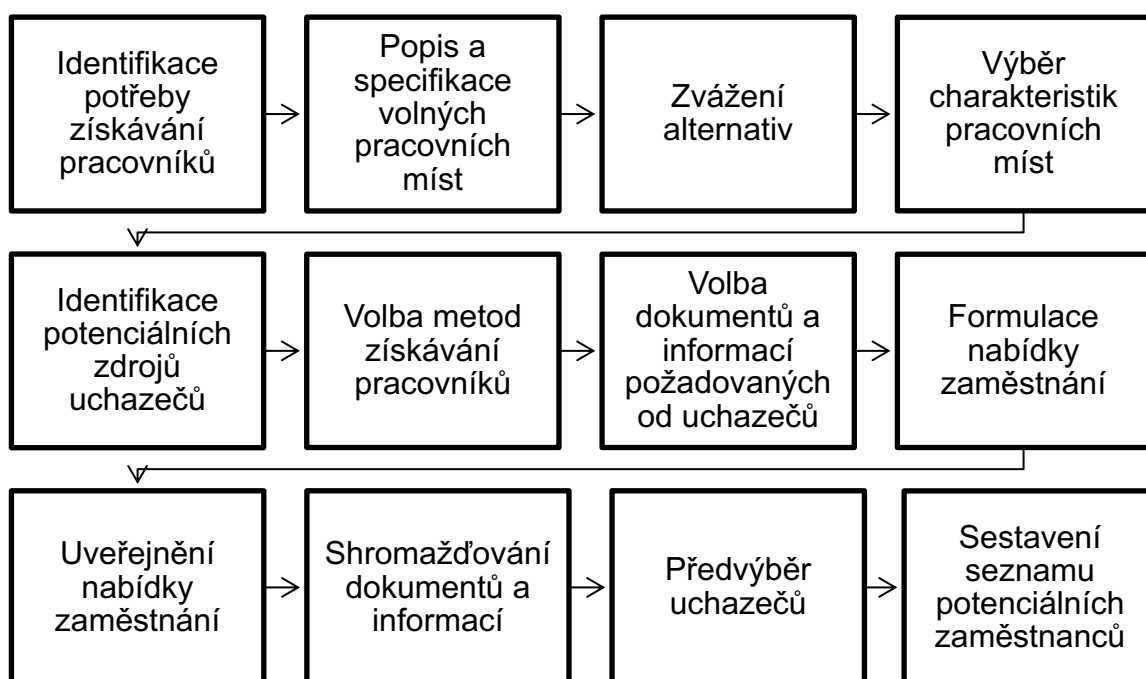 Identifikace
potřeby
získávání
pracovníků
Popis a
specifikace
volných
pracovních
míst
Zvážení
alternativ
Výběr
charakteristik
pracovních
míst
Identifikace
potenciálních
zdrojů
uchazečů
Volba metod
získávání
pracovníků
Volba
dokumentů a
informací
požadovaných
od uchazečů
Formulace
nabídky
zaměstnání
Uveřejnění
nabídky
zaměstnání
Shromažďování
dokumentů a
informací
Předvýběr
uchazečů
Sestavení
seznamu
potenciálních
zaměstnanců